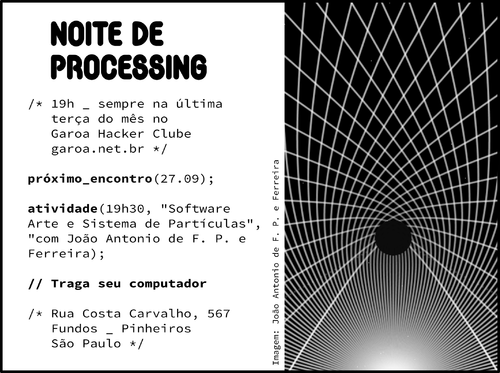 NOITE DE
PROCESSING
/* 19h _ sempre na última
terça do mês no
Garoa Hacker Clube
garoa.net.br */
próximo_encontro(27.09);
atividade(19h30, "Software
Arte e Sistema de Partículas",
"com João Antonio de F. P. e
Ferreira);
// Traga seu computador
/* Rua Costa Carvalho, 567
Fundos _ Pinheiros
São Paulo */
Imagem: João Antonio de F. P. e Ferreira